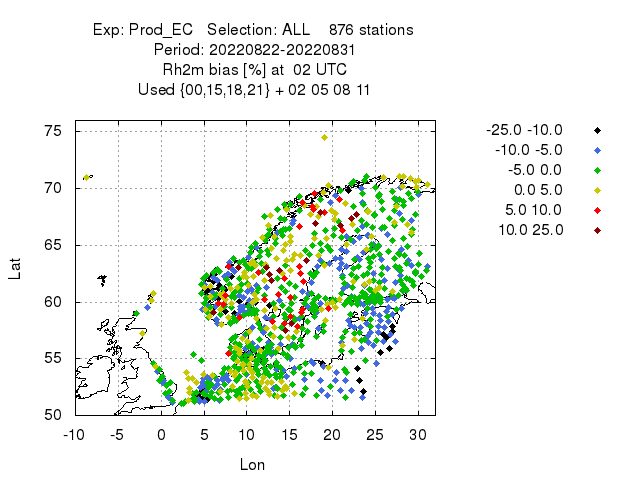 Exp: Prod_EC   Selection: ALL    876 stations
Period: 20220822-20220831
Rh2m bias [%] at  02 UTC
Used {00,15,18,21} + 02 05 08 11
-25.0 -10.0
-10.0 -5.0
-5.0 0.0
0.0 5.0
5.0 10.0
10.0 25.0
75
70
65
60
55
50
Lat
-10 -5 0 5 10 15 20 25 30
Lon